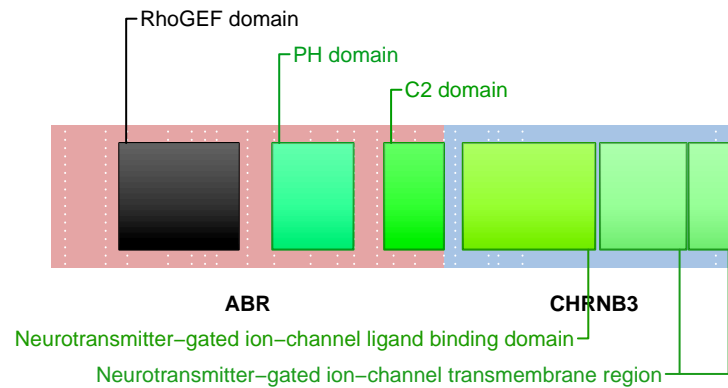 RhoGEF domain
PH domain
C2 domain
ABR
CHRNB3
Neurotransmitter−gated ion−channel ligand binding domain
Neurotransmitter−gated ion−channel transmembrane region